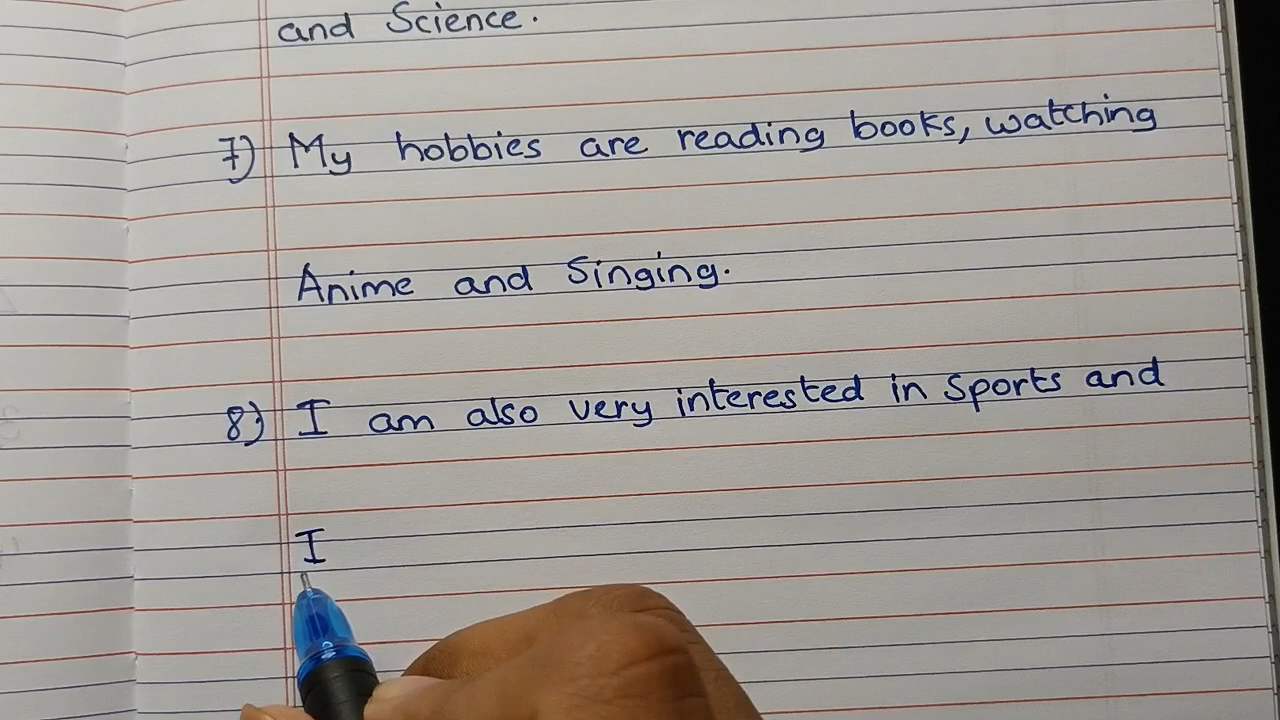 and Science.
7) My hobbies are reading books, watching
Anime and Singing.
8) I am also very interested in Sports and
I